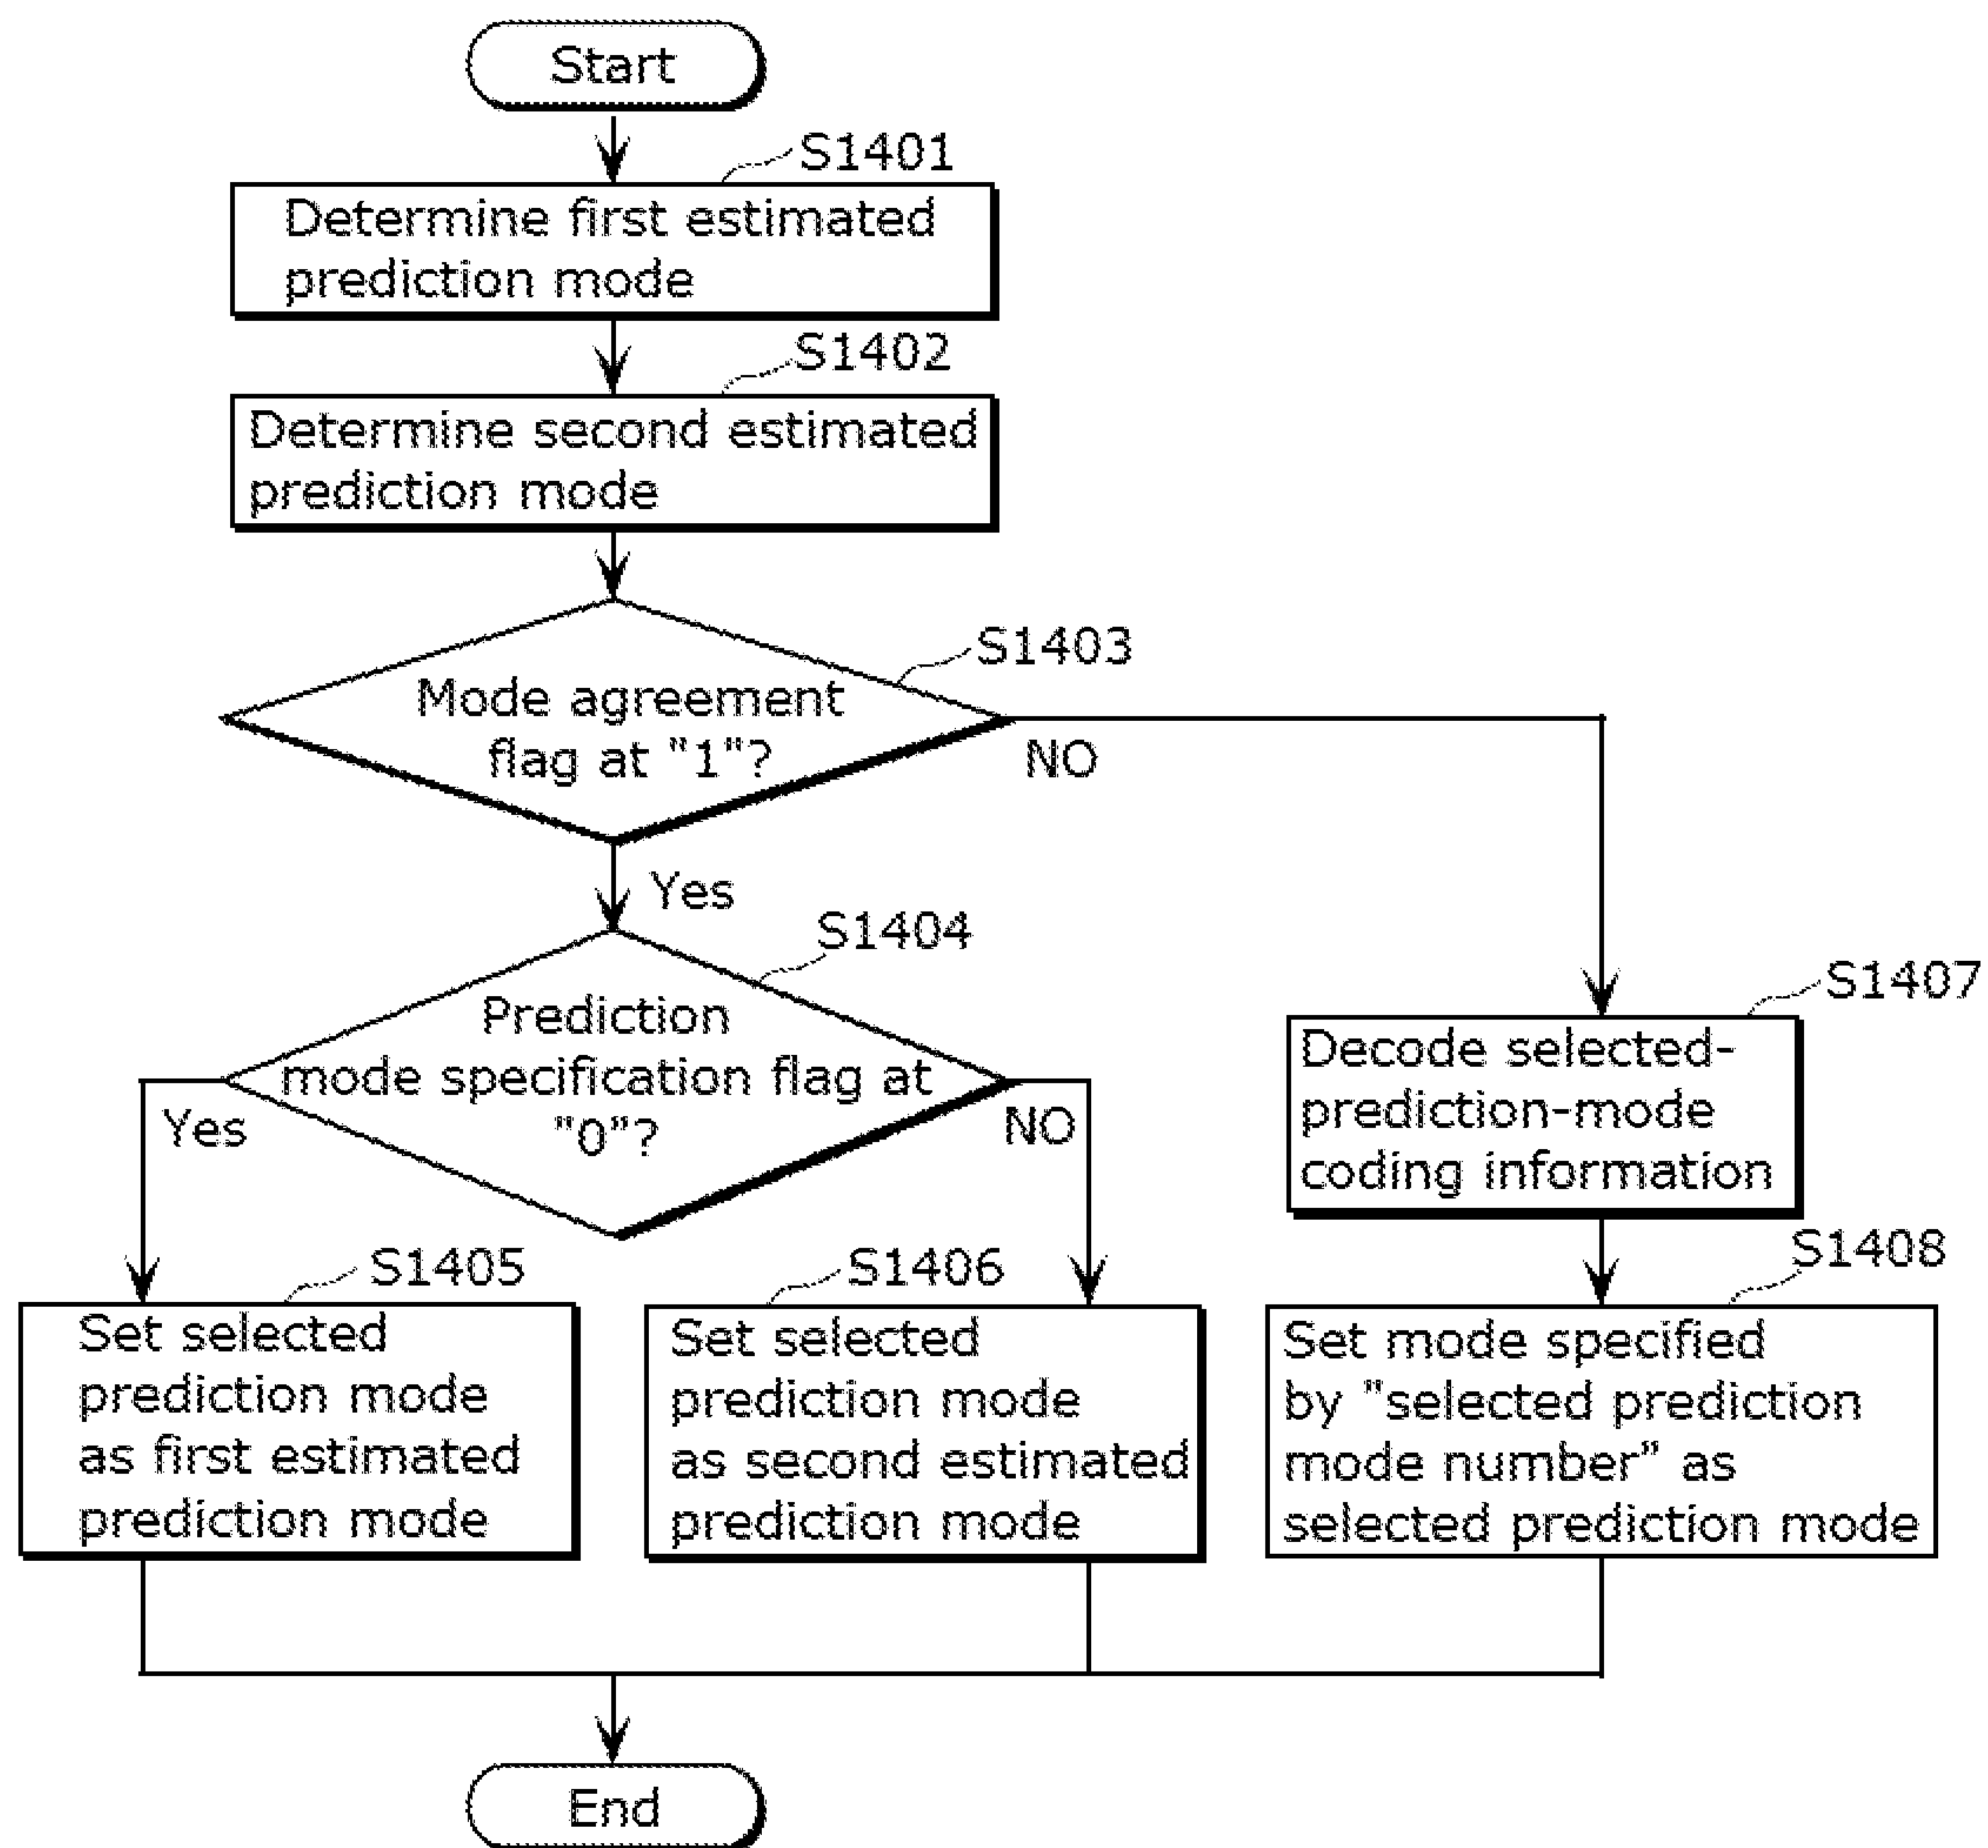 Start
S1401
Determine first estimated
prediction mode
S1402
Determine second estimated
prediction mode
S1403
Mode agreement
flag at "1"?
NO
Yes
S1404
Prediction
mode specification flag at
"0"?
Yes
NO
S1407
Decode selected-
prediction-mode
coding information
S1405
Set selected
prediction mode
as first estimated
prediction mode
S1406
Set selected
prediction mode
as second estimated
prediction mode
S1408
Set mode specified
by "selected prediction
mode number" as
selected prediction mode
End